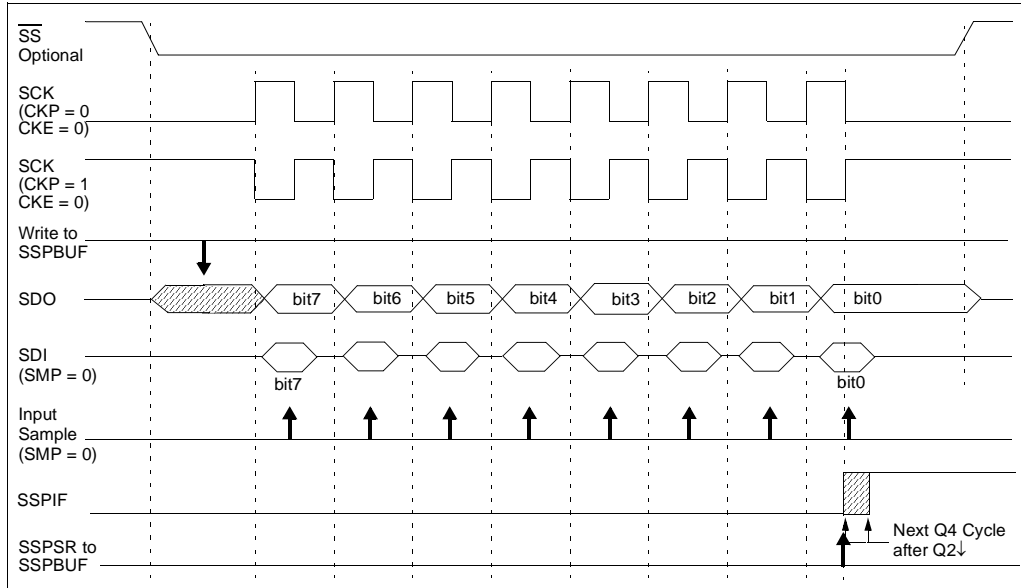 SS
Optional
SCK
(CKP = 0
CKE = 0)
SCK
(CKP = 1
CKE = 0)
Write to
SSPBUF
SDO
bit7 bit6 bit5 bit4 bit3 bit2 bit1 bit0
SDI
(SMP = 0)
bit7 bit0
Input
Sample
(SMP = 0)
SSPIF
Next Q4 Cycle
after Q2↓
SSPSR to
SSPBUF